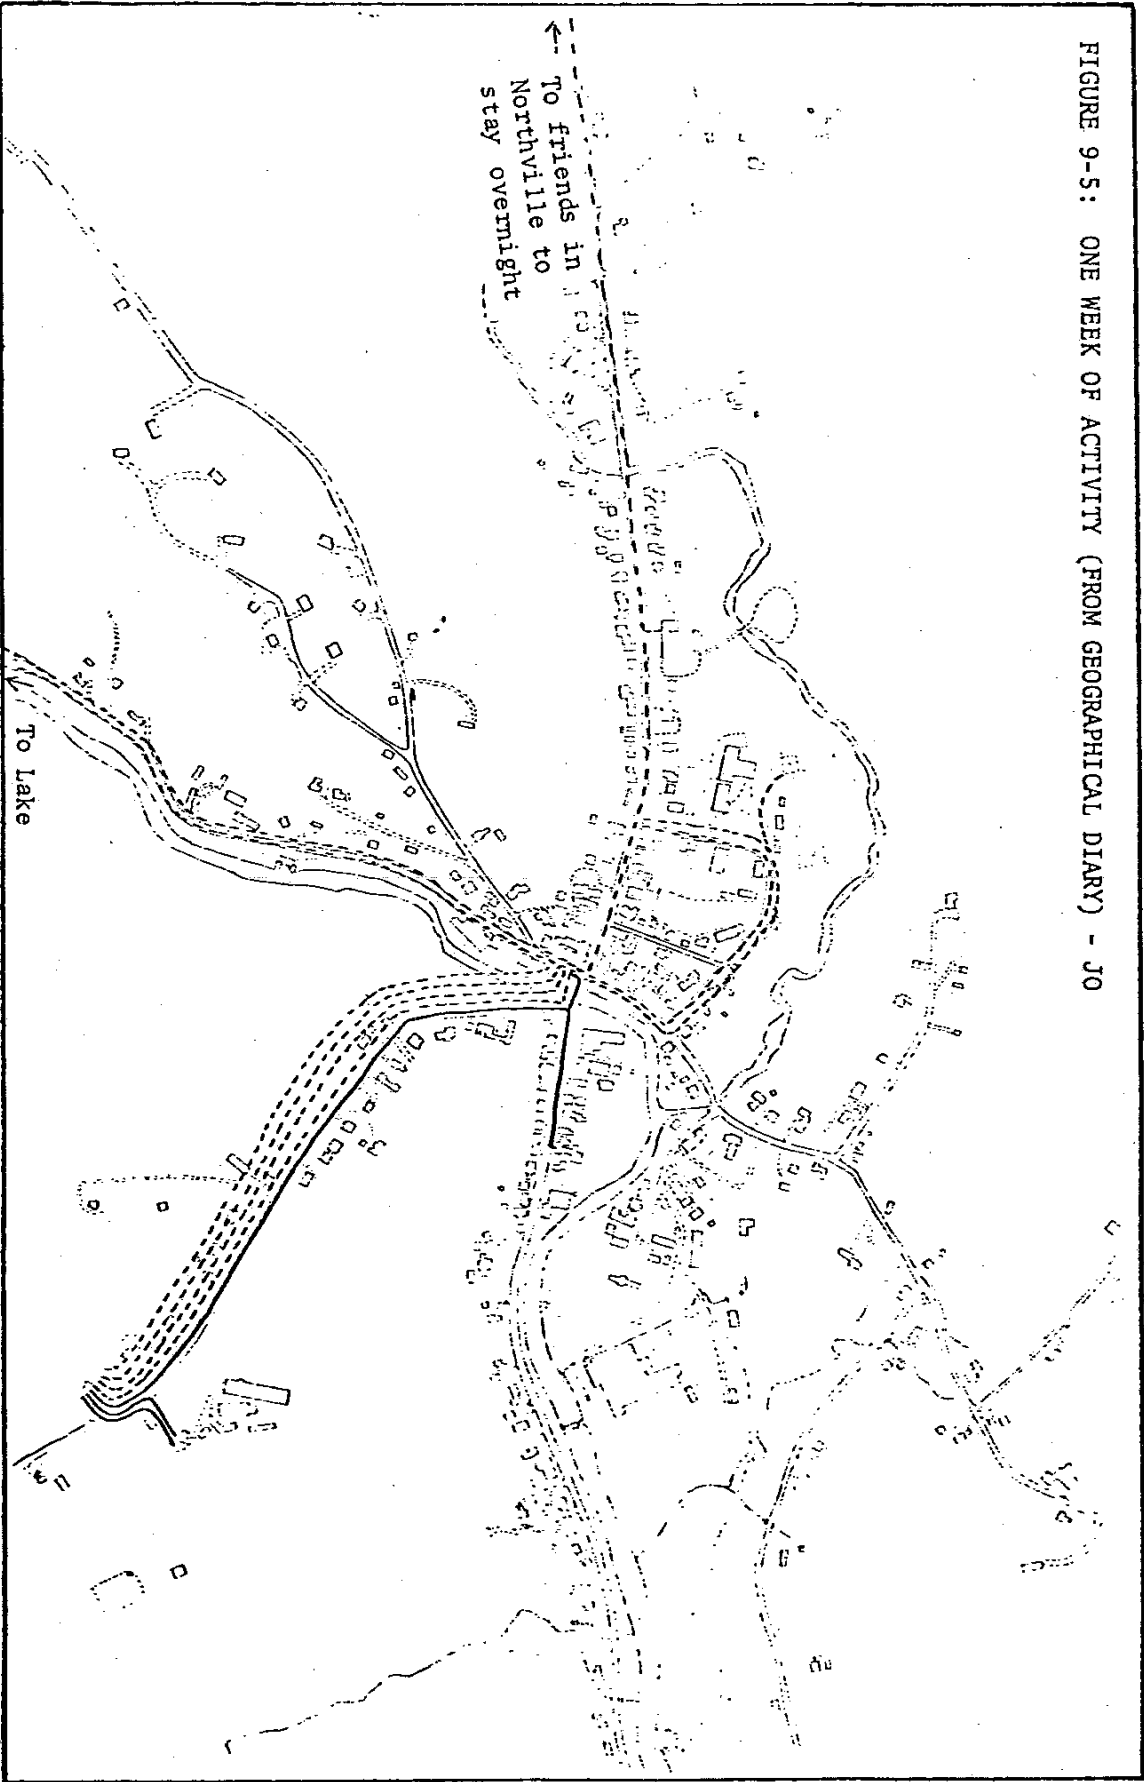 FIGURE 9-5: ONE WEEK OF ACTIVITY (FROM GEOGRAPHICAL DIARY) - JO
To friends in
Northville to
stay overnight
To Lake